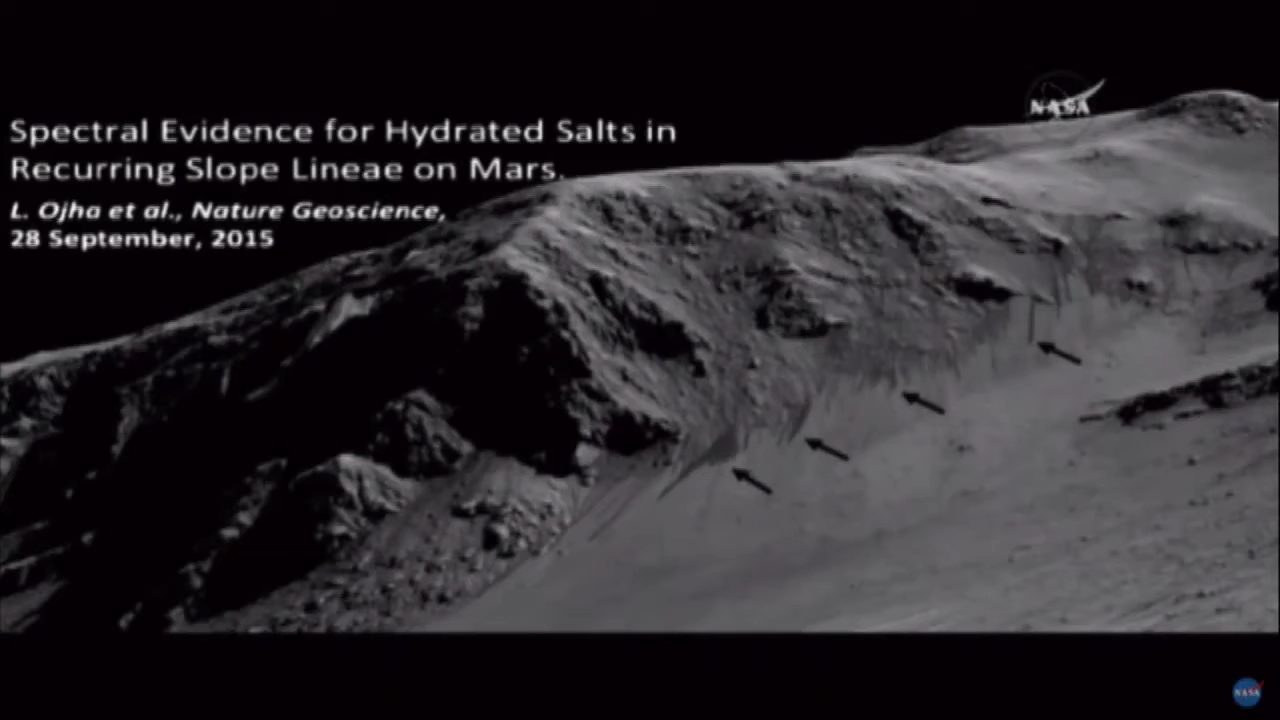 NASA
Spectral Evidence for Hydrated Salts in
Recurring Slope Lineae on Mars.
L. Ojha et al., Nature Geoscience,
28 September, 2015
NASA